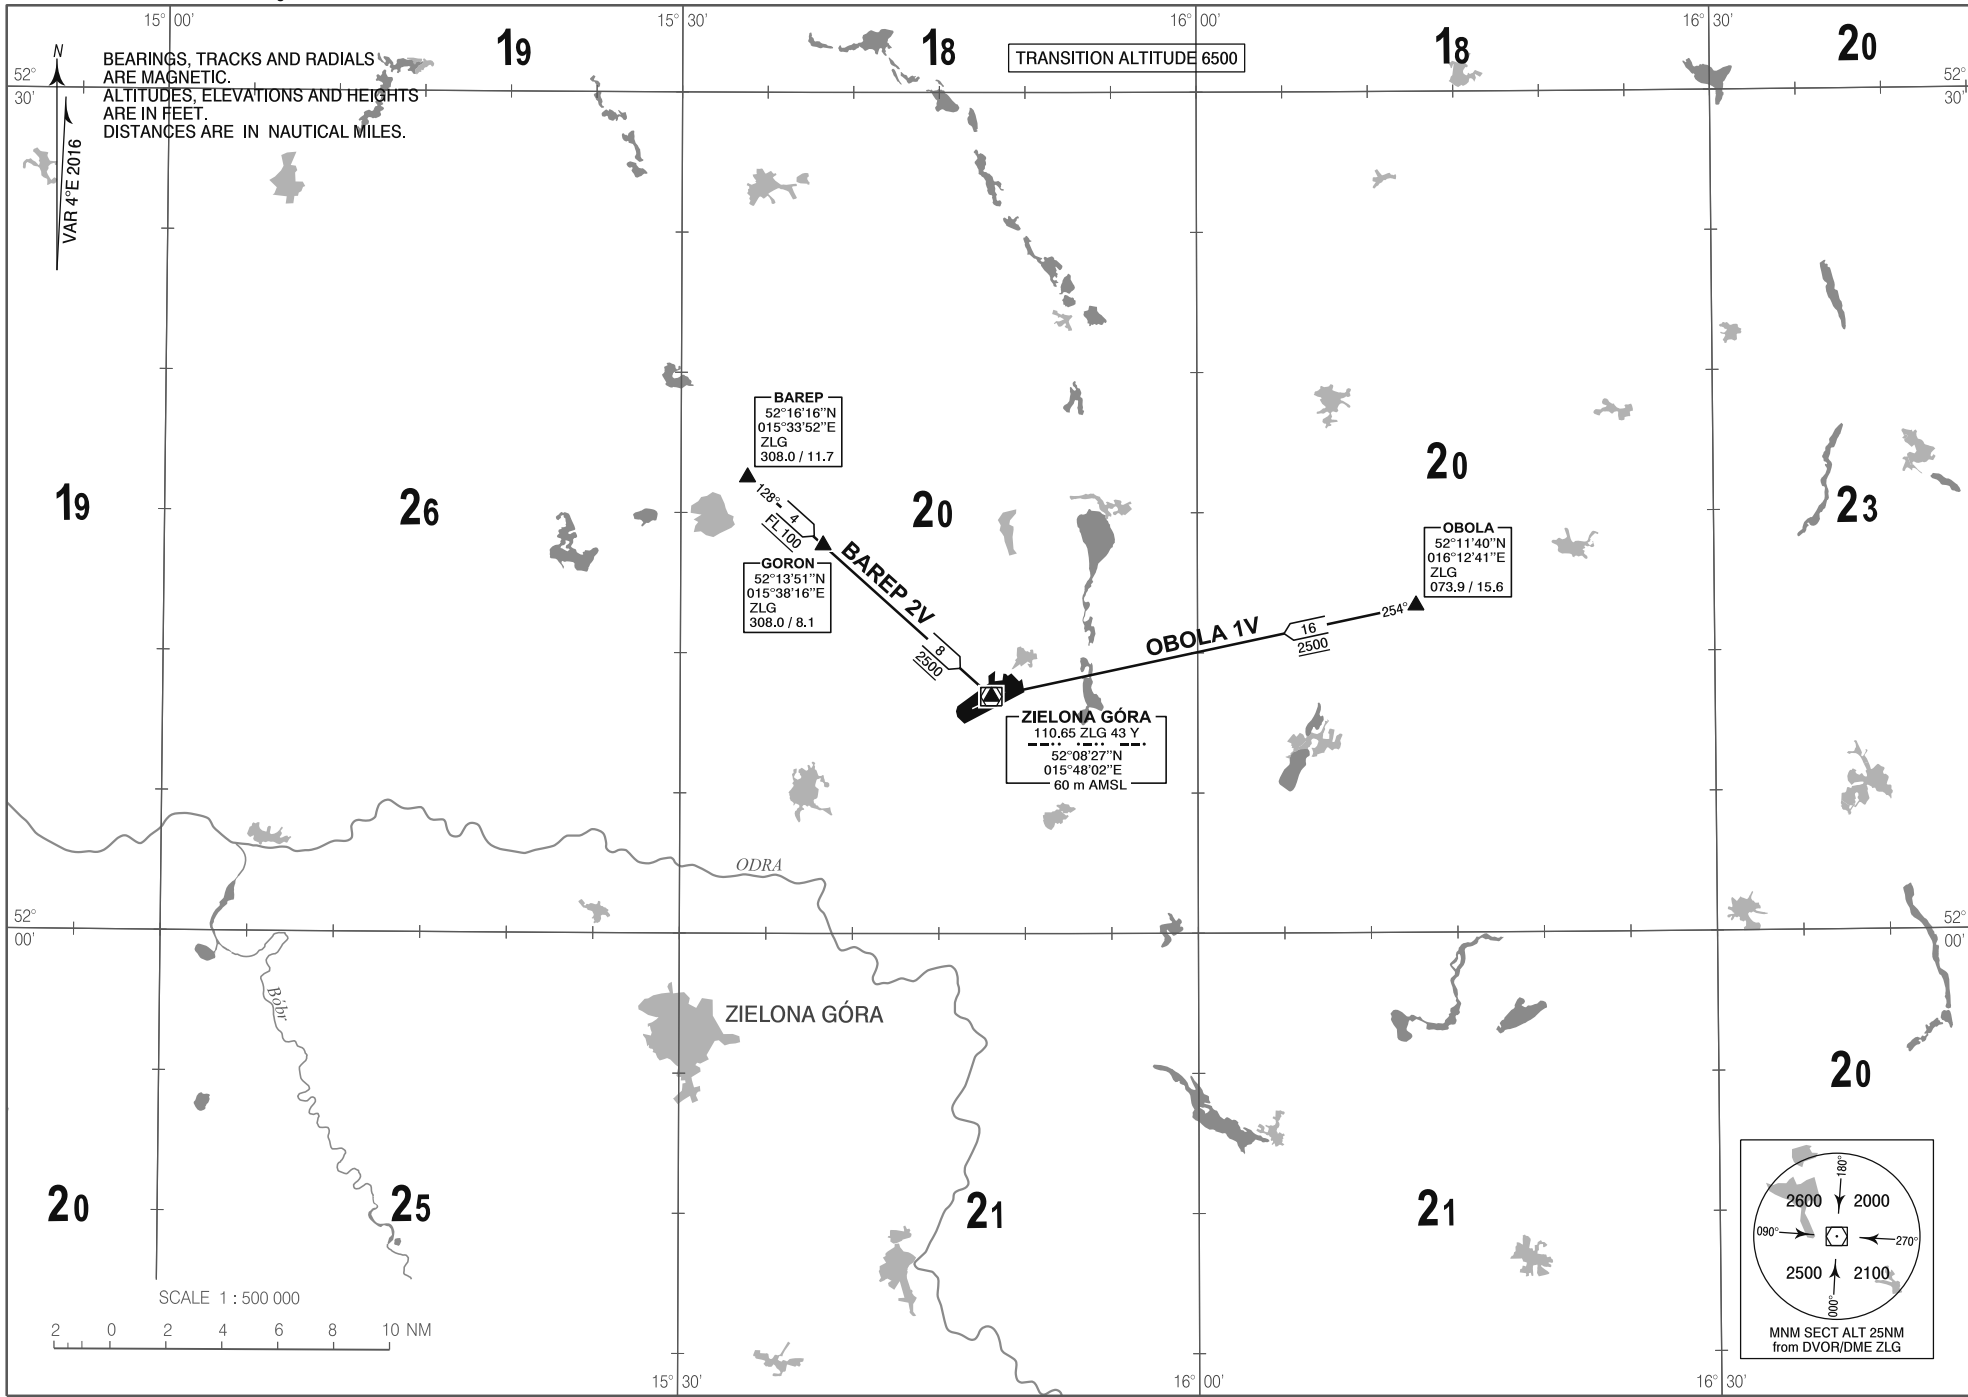 15° 00'
15° 30'
16° 00'
16° 30'
19
18
18
20
TRANSITION ALTITUDE 6500
N
BEARINGS, TRACKS AND RADIALS
ARE MAGNETIC.
ALTITUDES, ELEVATIONS AND HEIGHTS
ARE IN FEET.
DISTANCES ARE IN NAUTICAL MILES.
52°
30'
52°
30'
VAR 4°E 2016
BAREP
52°16'16"N
015°33'52"E
ZLG
308.0 / 11.7
19
26
20
20
23
128°
4
FL 100
BAREP 2V
GORON
52°13'51"N
015°38'16"E
ZLG
308.0 / 8.1
8
2500
OBOLA
52°11'40"N
016°12'41"E
ZLG
073.9 / 15.6
254°
16
2500
OBOLA 1V
ZIELONA GÓRA
110.65 ZLG 43 Y
52°08'27"N
015°48'02"E
60 m AMSL
ODRA
52°
00'
52°
00'
Bóbr
ZIELONA GÓRA
20
20
25
21
21
180°
2600
2000
090°
270°
2500
2100
000°
MNM SECT ALT 25NM
from DVOR/DME ZLG
SCALE 1 : 500 000
2 0 2 4 6 8 10 NM
15° 30'
16° 00'
16° 30'